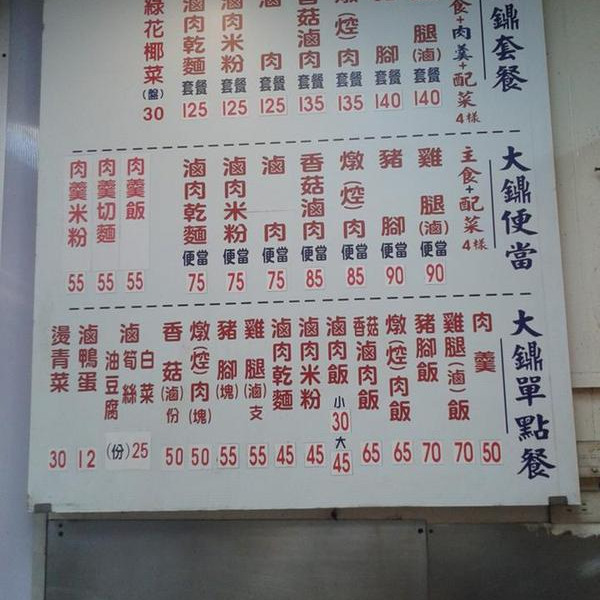 鼎套餐
食+肉羹+配菜4樣
腿(滷)套餐 140
腳套餐 140
(焢)肉套餐 135
香菇滷肉套餐 135
滷肉套餐 125
滷肉米粉套餐 125
滷肉乾麵套餐 125
綠花椰菜(盤) 30
大鼎便當
主食+配菜4樣
雞腿(滷)便當 90
豬腳便當 90
燉(焢)肉便當 85
香菇滷肉便當 85
滷肉便當 75
滷肉米粉便當 75
滷肉乾麵便當 75
肉羹飯 55
肉羹切麵 55
肉羹米粉 55
大鼎單點餐
肉羹 50
雞腿(滷)飯 70
豬腳飯 70
燉(焢)肉飯 65
香菇滷肉飯 65
滷肉飯 小30 大45
滷肉米粉 45
滷肉乾麵 45
雞腿(滷)支 55
豬腳(塊) 55
燉(焢)肉(塊) 50
香菇(滷份) 50
白菜
滷筍絲
油豆腐
(份)25
滷鴨蛋 12
燙青菜 30